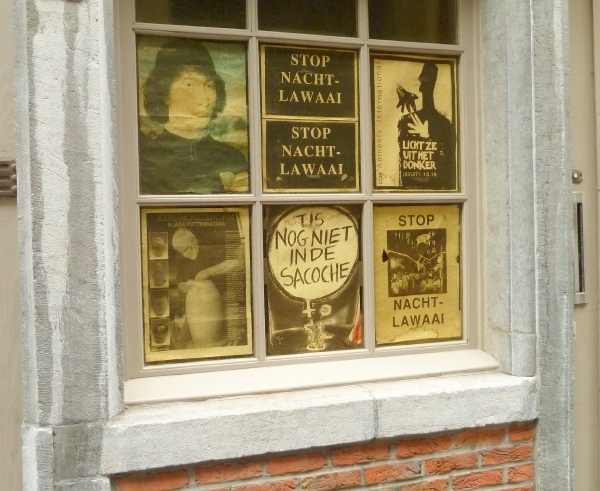 STOP
NACHT-
LAWAAI
STOP
NACHT-
LAWAAI
Amnesty International
LICHT ZE
UIT HET
DONKER
'T IS
NOG NIET
IN DE
SACOCHE
STOP
NACHT-
LAWAAI